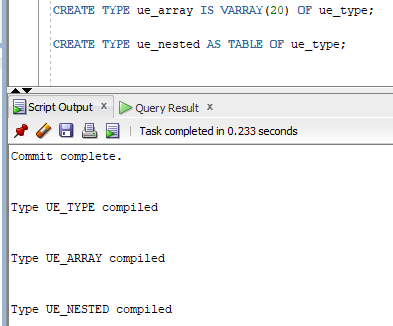 CREATE TYPE ue_array IS VARRAY(20) OF ue_type;
CREATE TYPE ue_nested AS TABLE OF ue_type;
Script Output x Query Result x
Task completed in 0.233 seconds
Commit complete.
Type UE_TYPE compiled
Type UE_ARRAY compiled
Type UE_NESTED compiled